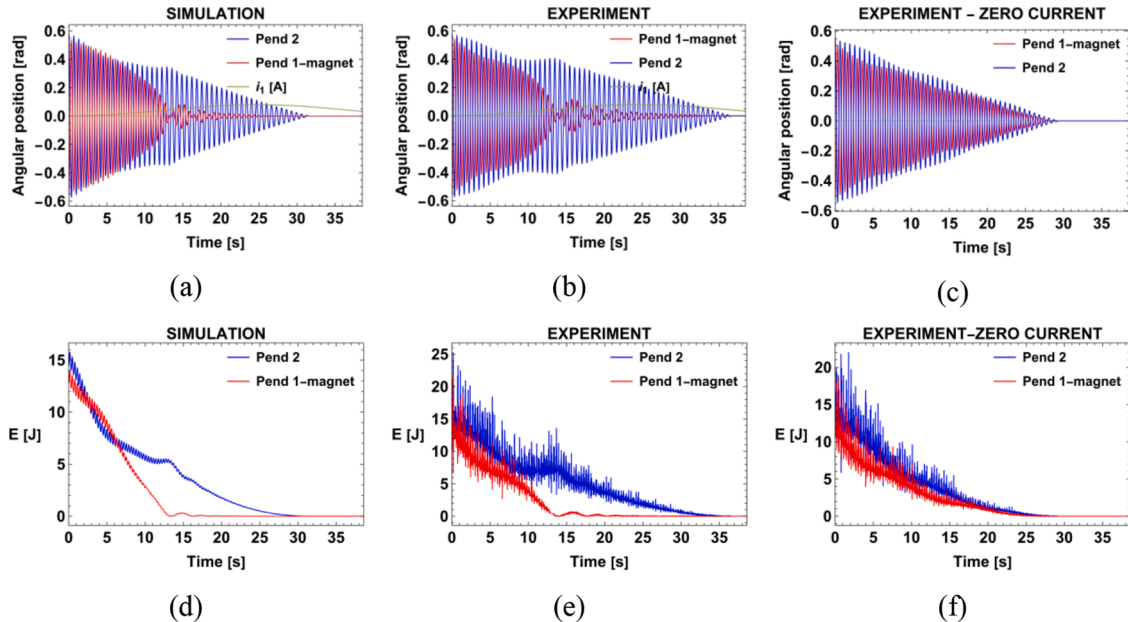 SIMULATION
0.6
0.4
0.2
0.0
−0.2
−0.4
−0.6
Angular position [rad]
Pend 2
Pend 1−magnet
i₁ [A]
0 5 10 15 20 25 30 35
Time [s]
(a)
EXPERIMENT
0.6
0.4
0.2
0.0
−0.2
−0.4
−0.6
Angular position [rad]
Pend 1−magnet
Pend 2
i₁ [A]
0 5 10 15 20 25 30 35
Time [s]
(b)
EXPERIMENT − ZERO CURRENT
0.6
0.4
0.2
0.0
−0.2
−0.4
−0.6
Angular position [rad]
Pend 1−magnet
Pend 2
0 5 10 15 20 25 30 35
Time [s]
(c)
SIMULATION
15
10
5
0
E [J]
Pend 2
Pend 1−magnet
0 5 10 15 20 25 30 35
Time [s]
(d)
EXPERIMENT
25
20
15
10
5
0
E [J]
Pend 2
Pend 1−magnet
0 5 10 15 20 25 30 35
Time [s]
(e)
EXPERIMENT−ZERO CURRENT
20
15
10
5
0
E [J]
Pend 2
Pend 1−magnet
0 5 10 15 20 25 30 35
Time [s]
(f)